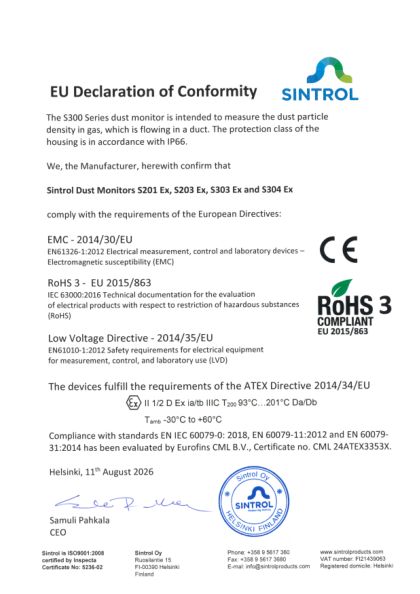 SINTROL
EU Declaration of Conformity
The S300 Series dust monitor is intended to measure the dust particle
density in gas, which is flowing in a duct. The protection class of the
housing is in accordance with IP66.
We, the Manufacturer, herewith confirm that
Sintrol Dust Monitors S201 Ex, S203 Ex, S303 Ex and S304 Ex
comply with the requirements of the European Directives:
EMC - 2014/30/EU
EN61326-1:2012 Electrical measurement, control and laboratory devices –
Electromagnetic susceptibility (EMC)
CE
RoHS 3 - EU 2015/863
IEC 63000:2016 Technical documentation for the evaluation
of electrical products with respect to restriction of hazardous substances
(RoHS)
RoHS 3
COMPLIANT
EU 2015/863
Low Voltage Directive - 2014/35/EU
EN61010-1:2012 Safety requirements for electrical equipment
for measurement, control, and laboratory use (LVD)
The devices fulfill the requirements of the ATEX Directive 2014/34/EU
Ex II 1/2 D Ex ia/tb IIIC T200 93°C...201°C Da/Db
Tamb -30°C to +60°C
Compliance with standards EN IEC 60079-0: 2018, EN 60079-11:2012 and EN 60079-
31:2014 has been evaluated by Eurofins CML B.V., Certificate no. CML 24ATEX3353X.
Helsinki, 11th August 2026
Sintrol Oy
SINTROL
HELSINKI FINLAND
Samuli Pahkala
CEO
Sintrol is ISO9001:2008
certified by Inspecta
Certificate No: 5236-02
Sintrol Oy
Ruosilantie 15
FI-00390 Helsinki
Finland
Phone: +358 9 5617 360
Fax: +358 9 5617 3680
E-mail: info@sintrolproducts.com
www.sintrolproducts.com
VAT number: FI21439063
Registered domicile: Helsinki